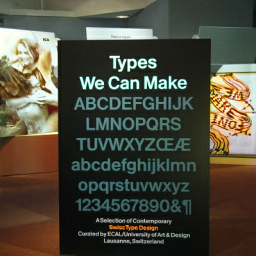 Types
We Can Make
ABCDEFGHIJK
LMNOPQRS
TUVWXYZŒÆ
abcdefghijklmn
opqrstuvwxyz
1234567890&¶
A Selection of Contemporary
Swiss Type Design
Curated by ECAL/University of Art & Design
Lausanne, Switzerland